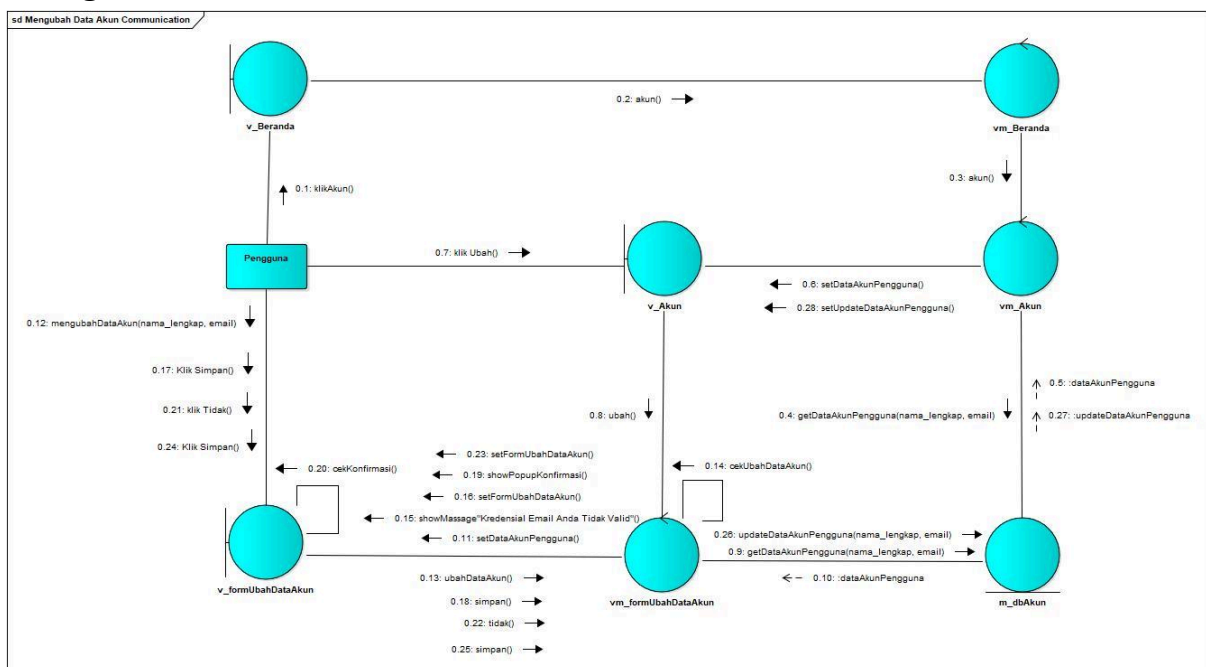 sd Mengubah Data Akun Communication
v_Beranda
0.2: akun()
vm_Beranda
0.1: klikAkun()
0.3: akun()
Pengguna
0.7: klik Ubah()
v_Akun
0.6: setDataAkunPengguna()
0.28: setUpdateDataAkunPengguna()
vm_Akun
0.12: mengubahDataAkun(nama_lengkap, email)
0.17: Klik Simpan()
0.21: klik Tidak()
0.24: Klik Simpan()
0.8: ubah()
0.4: getDataAkunPengguna(nama_lengkap, email)
0.5: :dataAkunPengguna
0.27: :updateDataAkunPengguna
0.20: cekKonfirmasi()
0.23: setFormUbahDataAkun()
0.19: showPopupKonfirmasi()
0.16: setFormUbahDataAkun()
0.15: showMassage"Kredensial Email Anda Tidak Valid"()
0.11: setDataAkunPengguna()
0.14: cekUbahDataAkun()
0.26: updateDataAkunPengguna(nama_lengkap, email)
0.9: getDataAkunPengguna(nama_lengkap, email)
0.10: :dataAkunPengguna
v_formUbahDataAkun
0.13: ubahDataAkun()
0.18: simpan()
0.22: tidak()
0.25: simpan()
vm_formUbahDataAkun
m_dbAkun